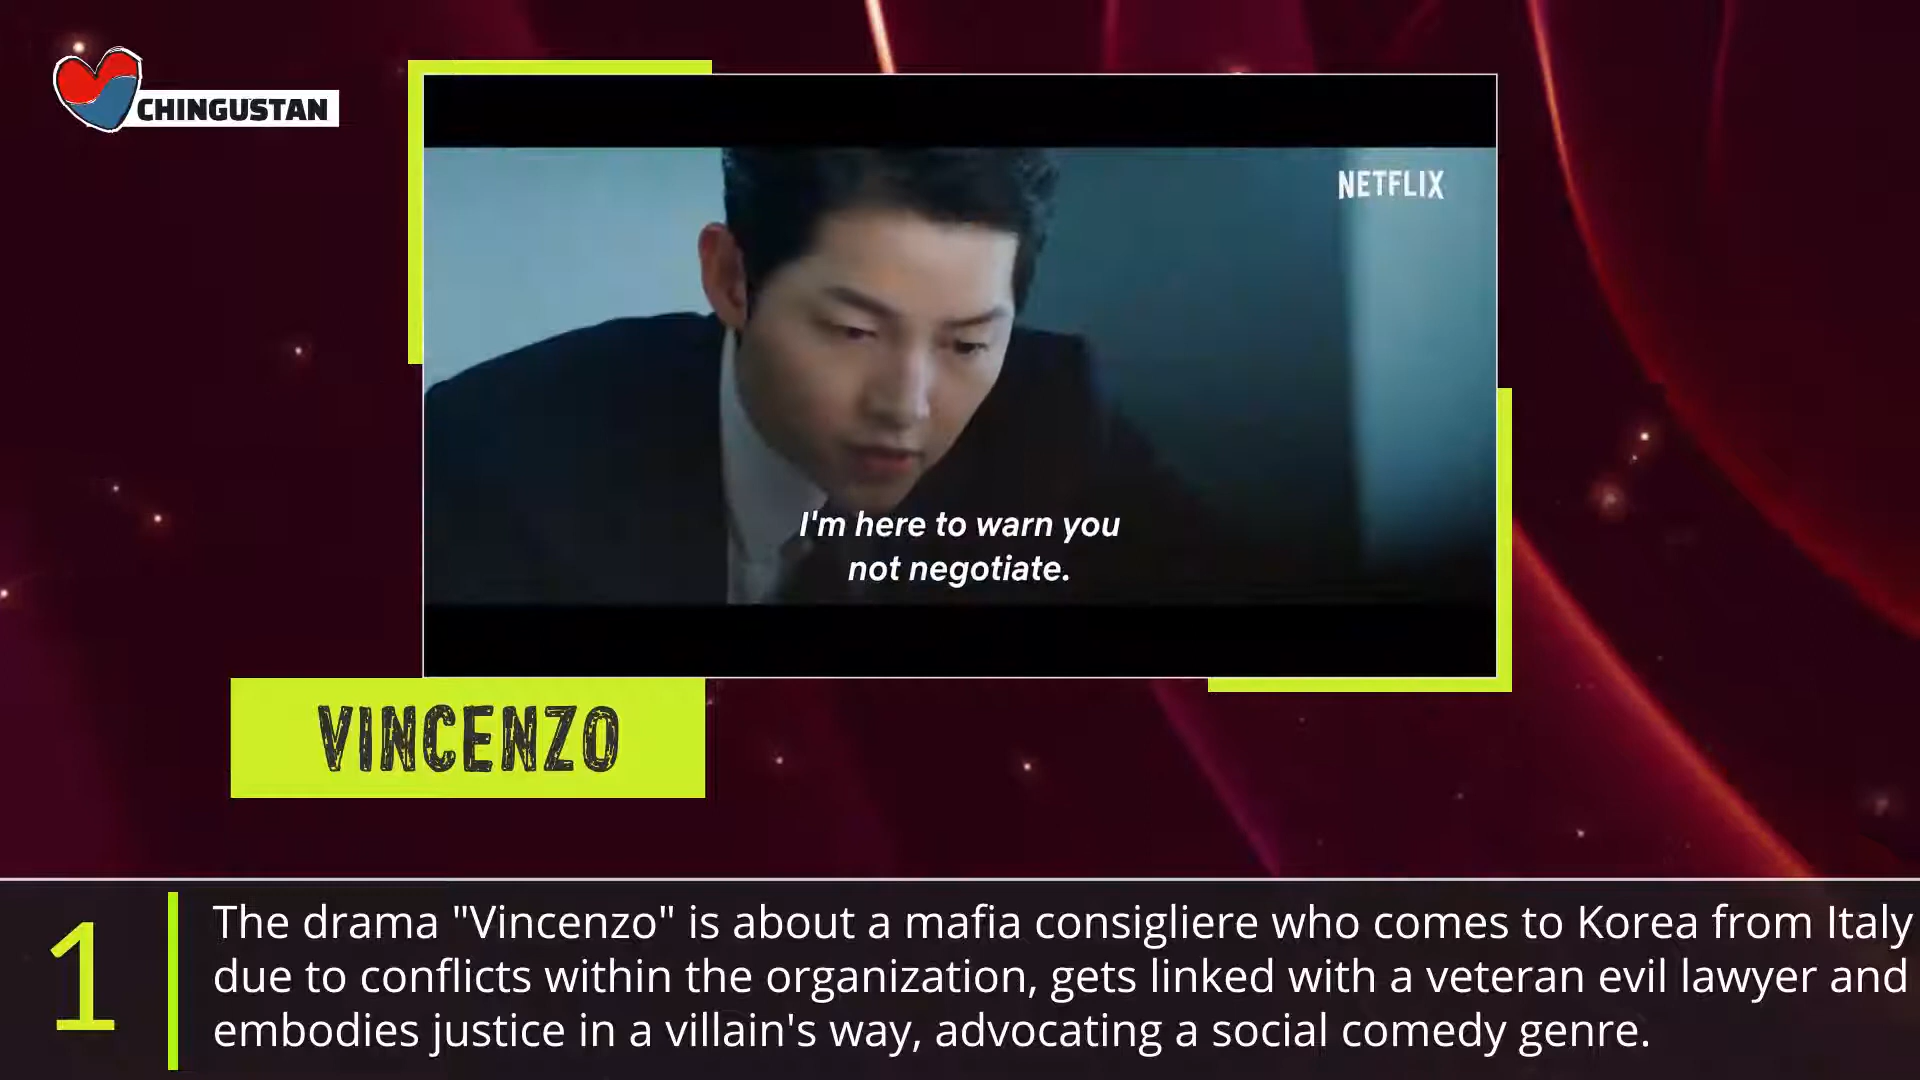 CHINGUSTAN
NETFLIX
I'm here to warn you
not negotiate.
VINCENZO
1
The drama "Vincenzo" is about a mafia consigliere who comes to Korea from Italy
due to conflicts within the organization, gets linked with a veteran evil lawyer and
embodies justice in a villain's way, advocating a social comedy genre.